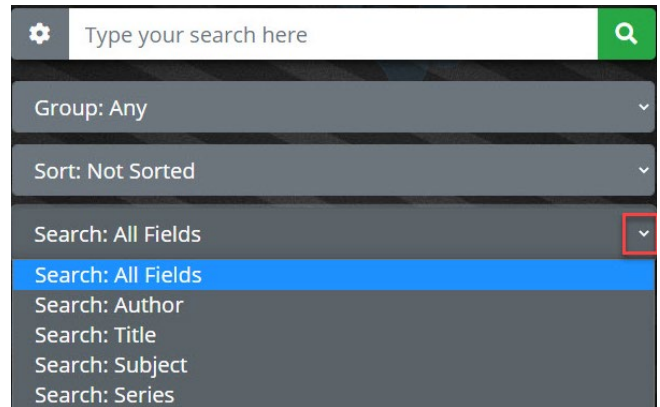 Type your search here
Group: Any
Sort: Not Sorted
Search: All Fields
Search: All Fields
Search: Author
Search: Title
Search: Subject
Search: Series